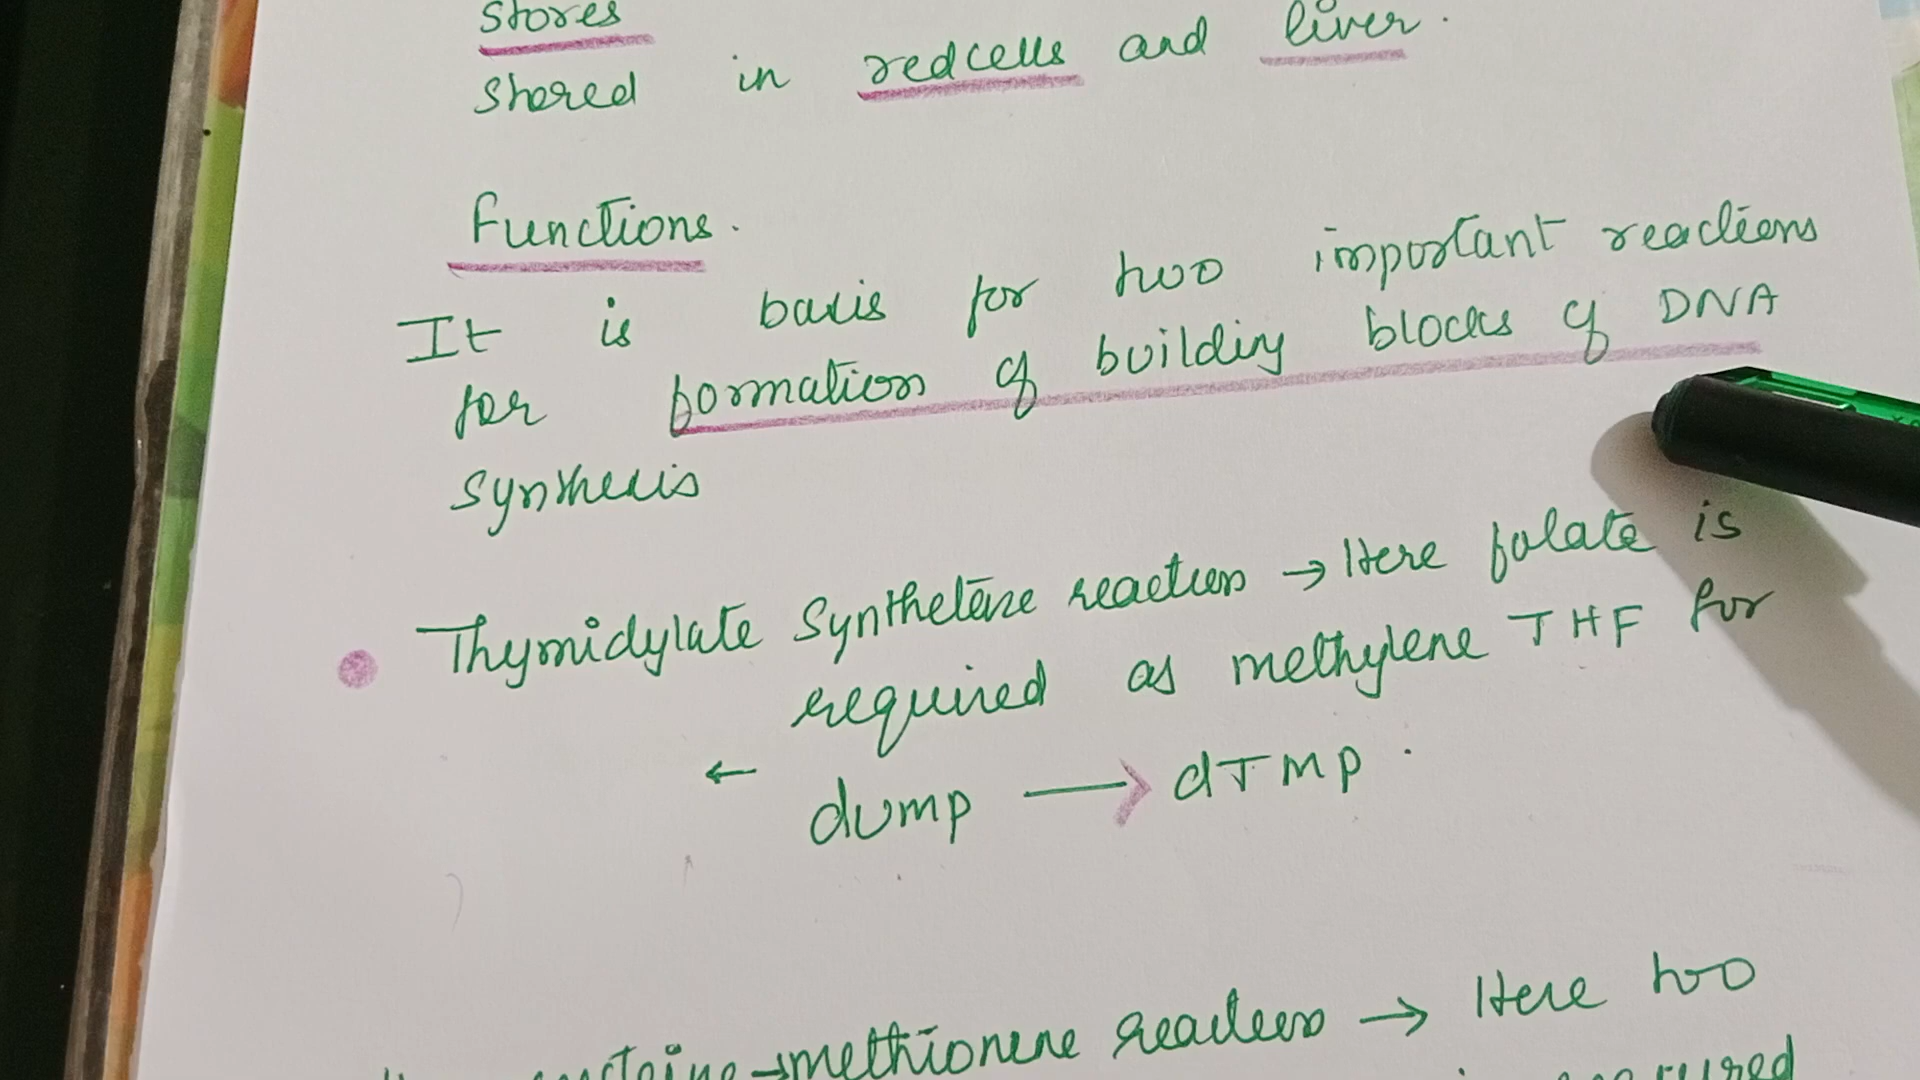 Stores
Shored in redcells and liver.
Functions.
It is basis for two important reactions
for formation of building blocks of DNA
synthesis
Thymidylate Synthetase reaction → Here folate is
required as methylene THF for
← dump → dTMP.
methionine reaction → Here two